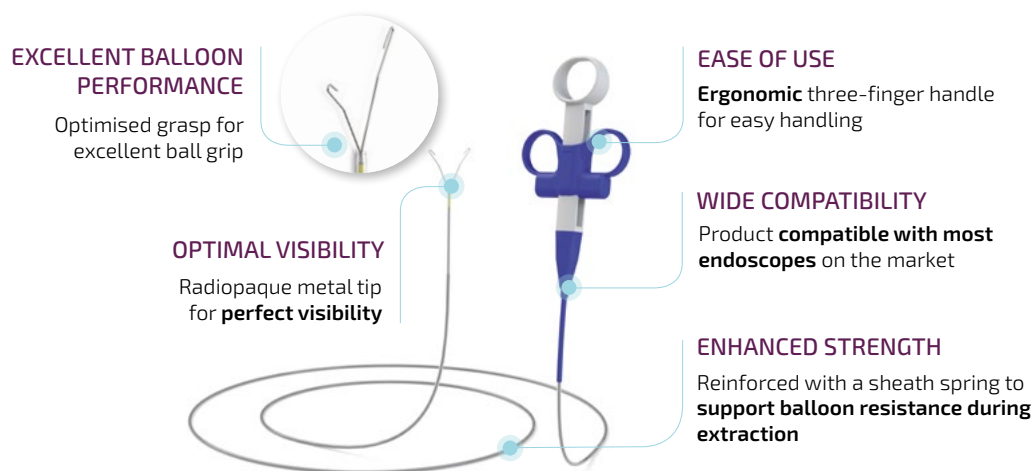 EXCELLENT BALLOON
PERFORMANCE
Optimised grasp for
excellent ball grip
OPTIMAL VISIBILITY
Radiopaque metal tip
for perfect visibility
EASE OF USE
Ergonomic three-finger handle
for easy handling
WIDE COMPATIBILITY
Product compatible with most
endoscopes on the market
ENHANCED STRENGTH
Reinforced with a sheath spring to
support balloon resistance during
extraction